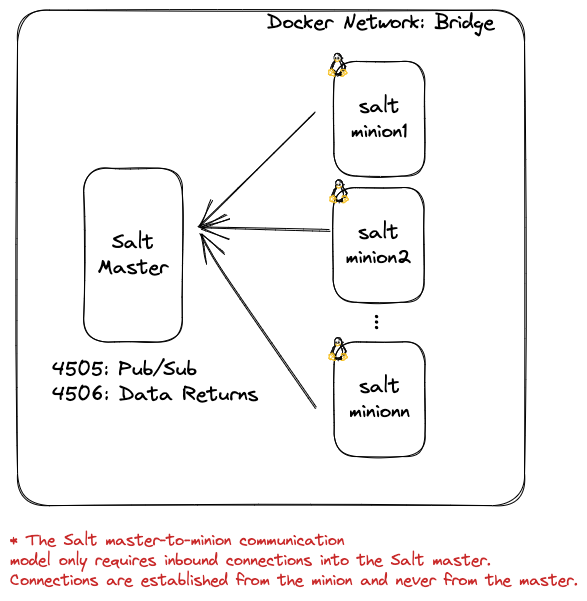 Docker Network: Bridge
salt
minion1
Salt
Master
salt
minion2
4505: Pub/Sub
4506: Data Returns
salt
minionn
* The Salt master-to-minion communication
model only requires inbound connections into the Salt master.
Connections are established from the minion and never from the master.